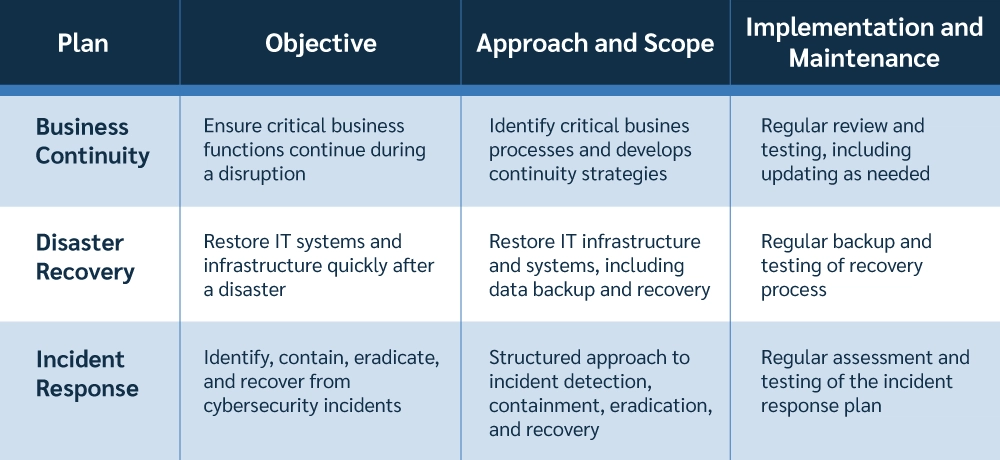 Plan
Objective
Approach and Scope
Implementation and
Maintenance
Business
Continuity
Ensure critical business
functions continue during
a disruption
Identify critical busines
processes and develops
continuity strategies
Regular review and
testing, including
updating as needed
Disaster
Recovery
Restore IT systems and
infrastructure quickly after
a disaster
Restore IT infrastructure
and systems, including
data backup and recovery
Regular backup and
testing of recovery
process
Incident
Response
Identify, contain, eradicate,
and recover from
cybersecurity incidents
Structured approach to
incident detection,
containment, eradication,
and recovery
Regular assessment and
testing of the incident
response plan